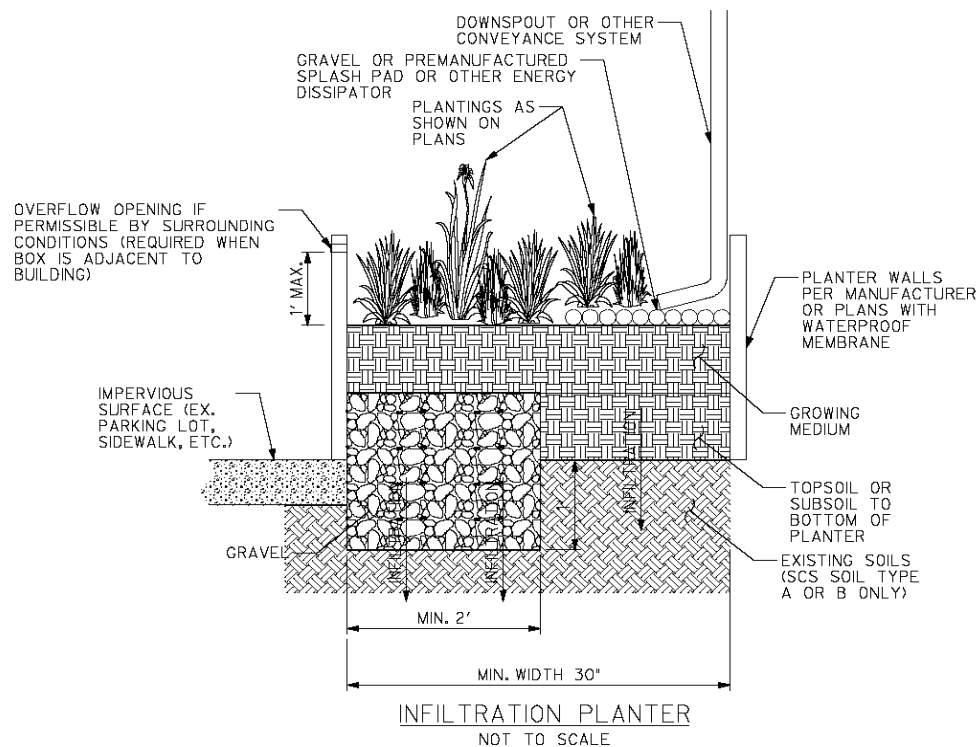 DOWNSPOUT OR OTHER
CONVEYANCE SYSTEM
GRAVEL OR PREMANUFACTURED
SPLASH PAD OR OTHER ENERGY
DISSIPATOR
PLANTINGS AS
SHOWN ON
PLANS
OVERFLOW OPENING IF
PERMISSIBLE BY SURROUNDING
CONDITIONS (REQUIRED WHEN
BOX IS ADJACENT TO
BUILDING)
1' MAX.
PLANTER WALLS
PER MANUFACTURER
OR PLANS WITH
WATERPROOF
MEMBRANE
IMPERVIOUS
SURFACE (EX.
PARKING LOT,
SIDEWALK, ETC.)
GROWING
MEDIUM
INFILTRATION
INFILTRATION
INFILTRATION
TOPSOIL OR
SUBSOIL TO
BOTTOM OF
PLANTER
GRAVEL
EXISTING SOILS
(SCS SOIL TYPE
A OR B ONLY)
MIN. 2'
MIN. WIDTH 30"
INFILTRATION PLANTER
NOT TO SCALE